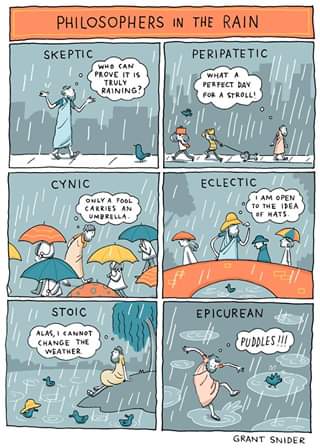 PHILOSOPHERS IN THE RAIN
SKEPTIC
WHO CAN
PROVE IT IS
TRULY
RAINING?
PERIPATETIC
WHAT A
PERFECT DAY
FOR A STROLL!
CYNIC
ONLY A FOOL
CARRIES AN
UMBRELLA.
ECLECTIC
I AM OPEN
TO THE IDEA
OF HATS.
STOIC
ALAS, I CANNOT
CHANGE THE
WEATHER.
EPICUREAN
PUDDLES!!!
GRANT SNIDER